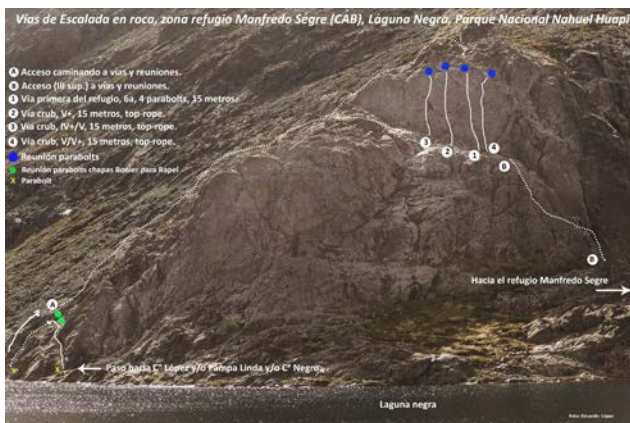 Vías de Escalada en roca, zona refugio Manfredo Segre (CAB), Laguna Negra, Parque Nacional Nahuel Huapi
A Acceso caminando a vías y reuniones.
B Acceso (III sup.) a vías y reuniones.
1 Vía primera del refugio, 6a, 4 parabolts, 15 metros.
2 Vía crub, V+, 15 metros, top-rope.
3 Vía crub, IV+/V, 15 metros, top-rope.
4 Vía crub, V/V+, 15 metros, top-rope.
Reunión parabolts
Reunión parabolts chapas Bonier para Rapel
X Parabolt
3 2 1 4
B
B
Hacia el refugio Manfredo Segre
A
X X
Paso hacia C° López y/o Pampa Linda y/o C° Negro.
Laguna negra
Foto: Eduardo López